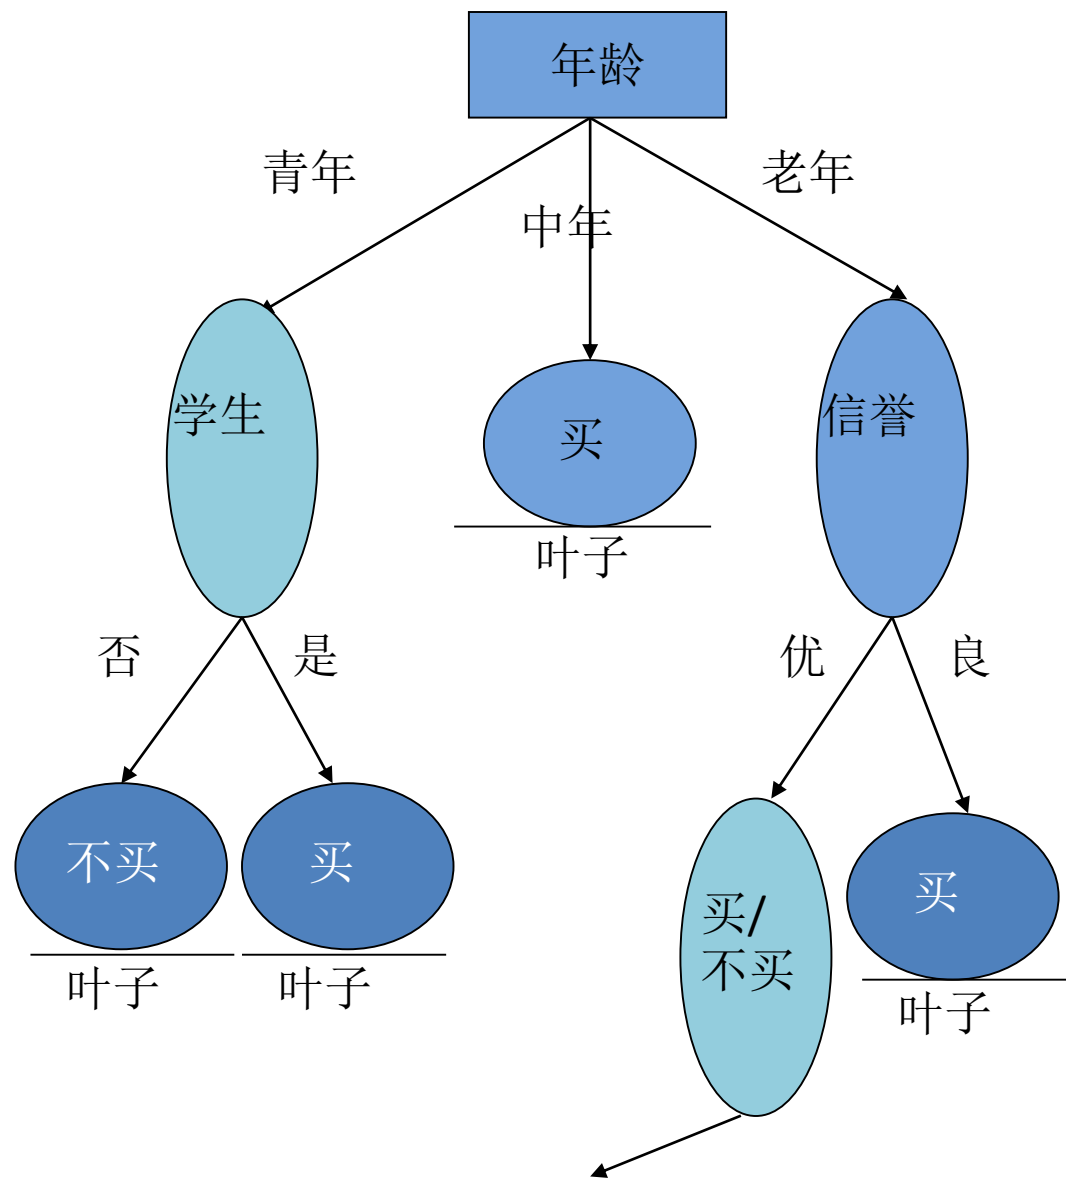 年龄
青年
中年
老年
学生
买
信誉
叶子
否
是
优
良
不买
买
买/
不买
买
叶子
叶子
叶子